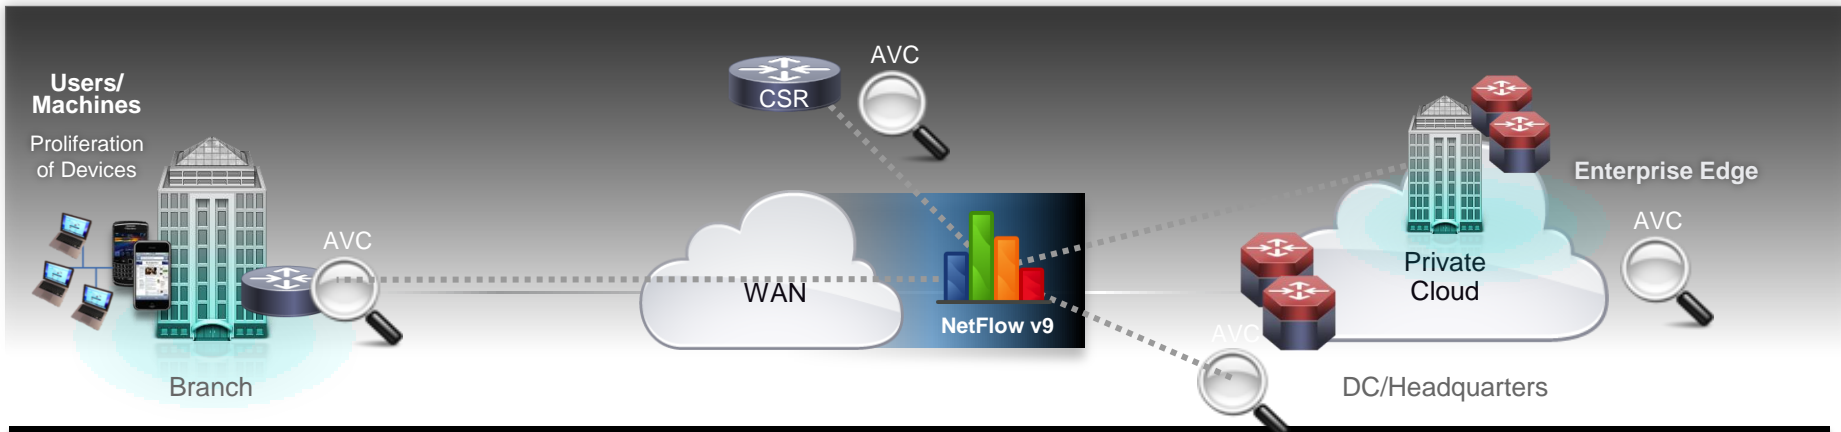 Users/
Machines
Proliferation
of Devices
AVC
Branch
AVC
CSR
WAN
NetFlow v9
AVC
Enterprise Edge
AVC
Private
Cloud
DC/Headquarters